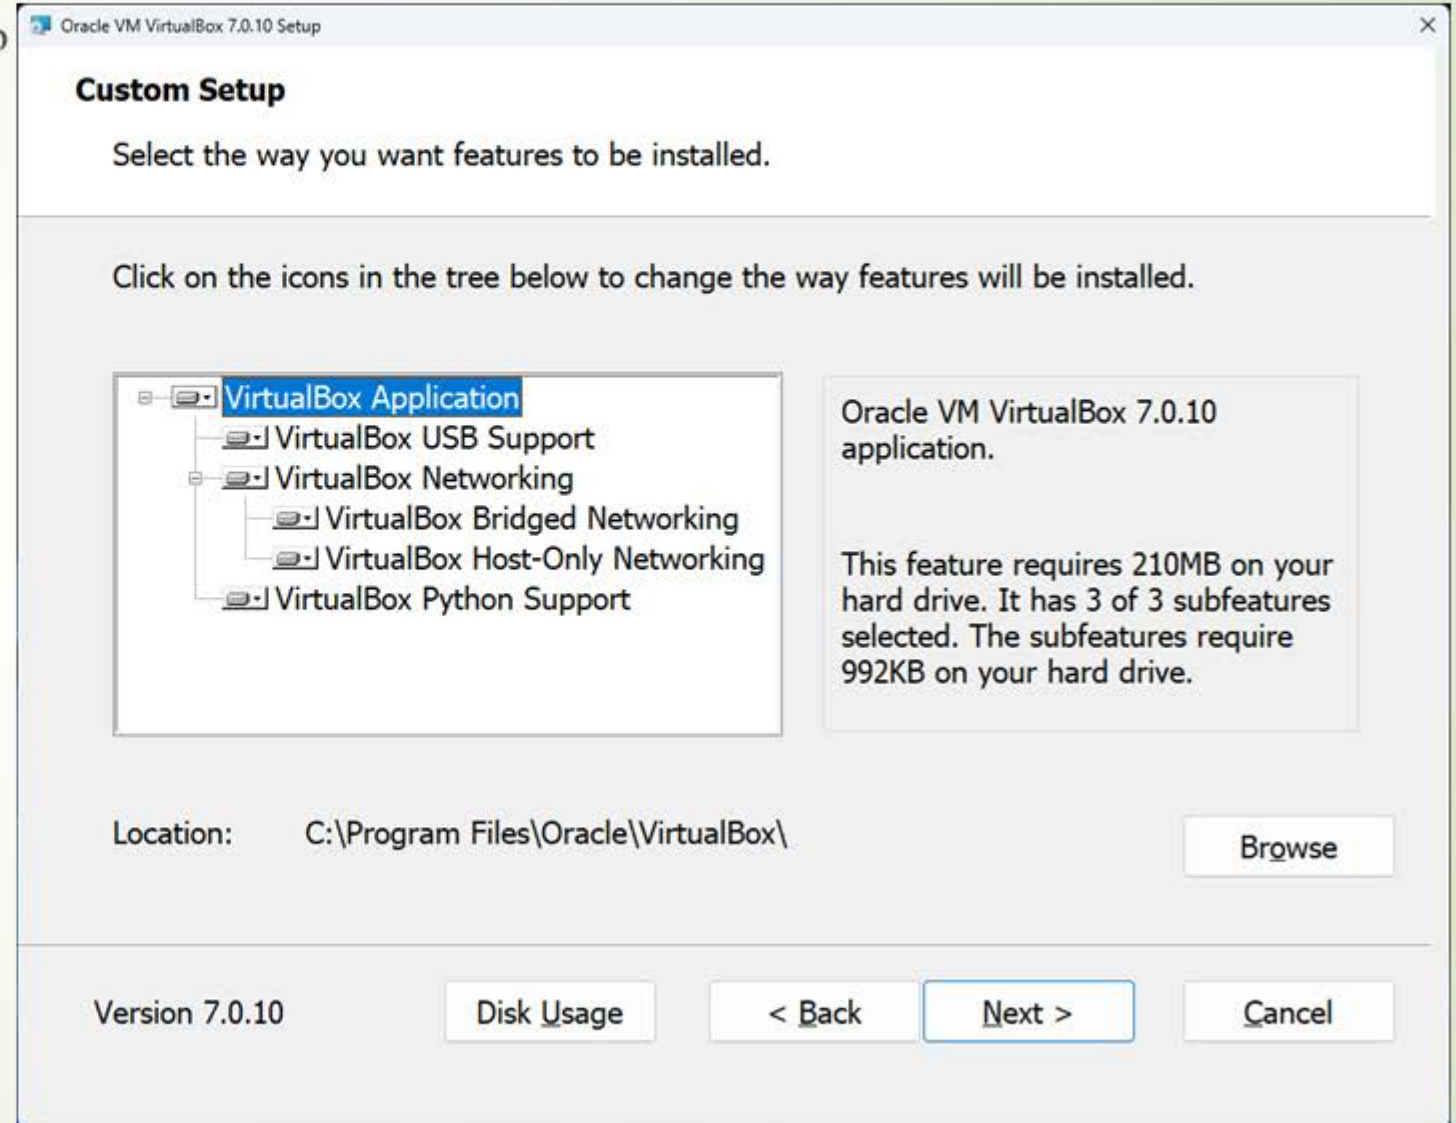 Oracle VM VirtualBox 7.0.10 Setup
Custom Setup
Select the way you want features to be installed.
Click on the icons in the tree below to change the way features will be installed.
VirtualBox Application
VirtualBox USB Support
VirtualBox Networking
VirtualBox Bridged Networking
VirtualBox Host-Only Networking
VirtualBox Python Support
Oracle VM VirtualBox 7.0.10
application.
This feature requires 210MB on your
hard drive. It has 3 of 3 subfeatures
selected. The subfeatures require
992KB on your hard drive.
Location: C:\Program Files\Oracle\VirtualBox\
Browse
Version 7.0.10
Disk Usage
< Back
Next >
Cancel